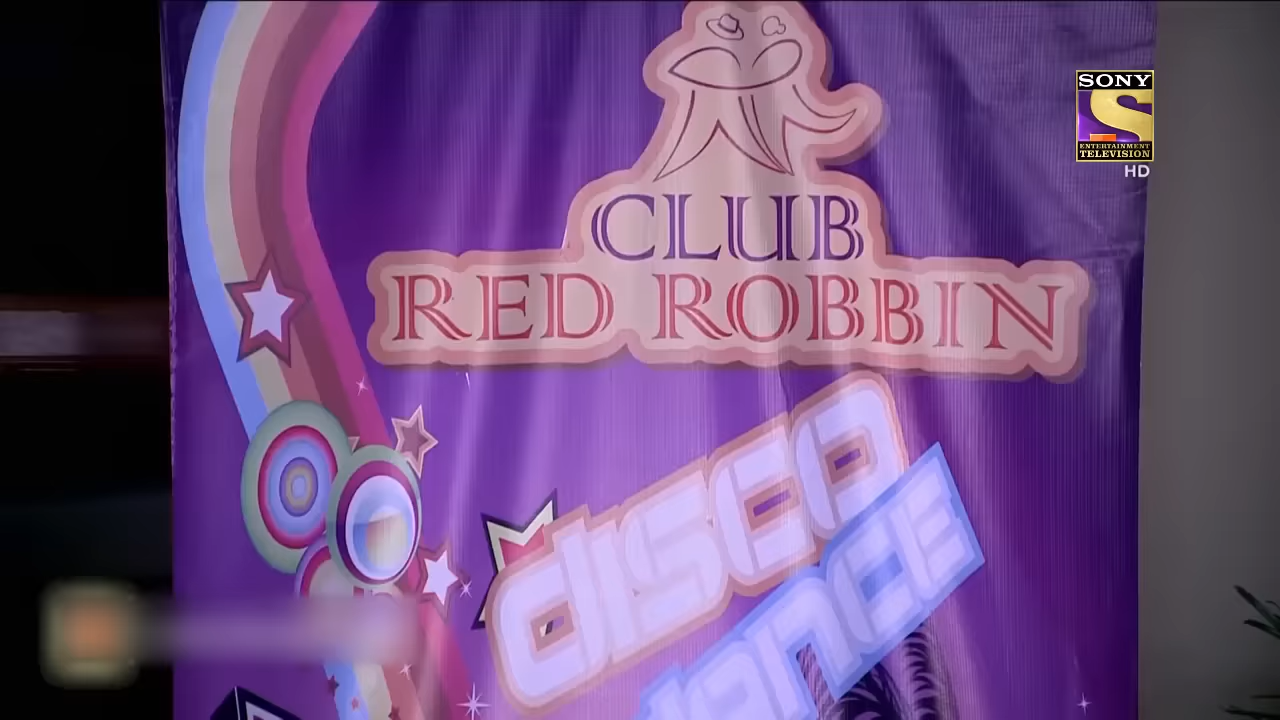 SONY
S
ENTERTAINMENT
TELEVISION
HD
CLUB
RED ROBBIN
disco
dance